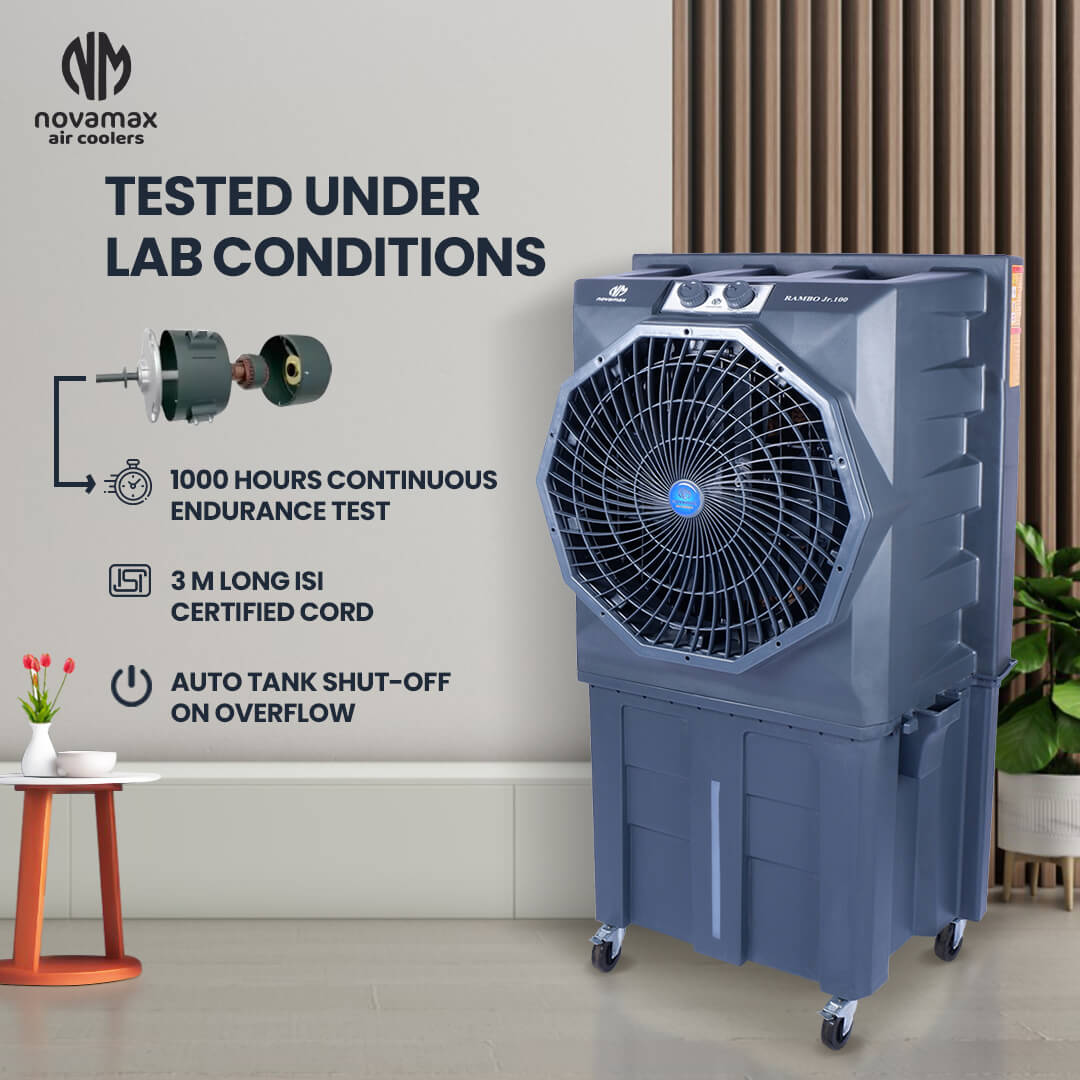 NM
novamax
air coolers
TESTED UNDER
LAB CONDITIONS
novamax
RAMBO Jr.100
1000 HOURS CONTINUOUS
ENDURANCE TEST
ISI
3 M LONG ISI
CERTIFIED CORD
AUTO TANK SHUT-OFF
ON OVERFLOW